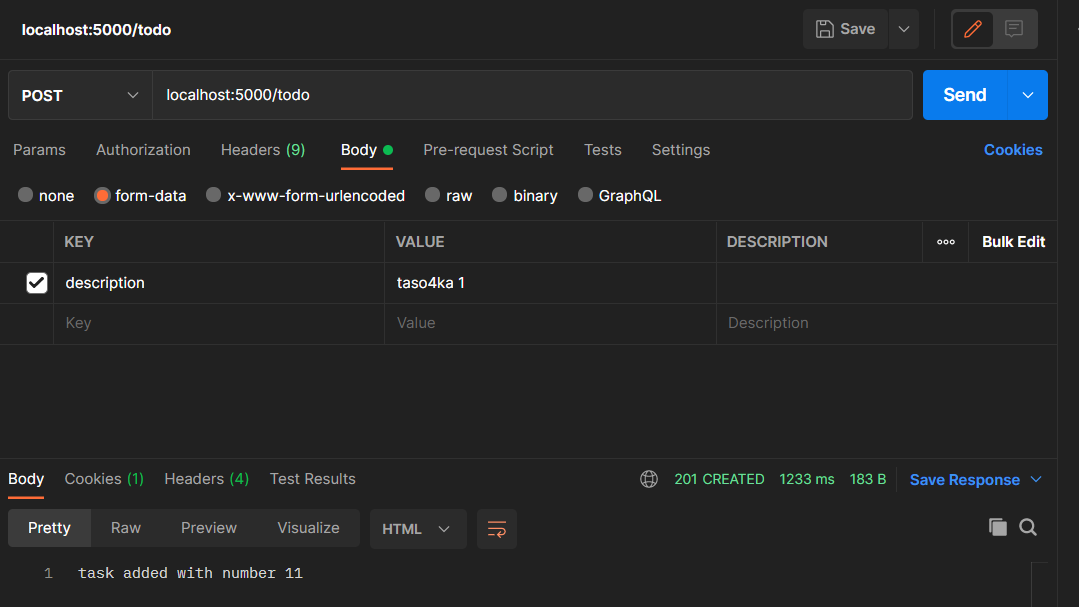 localhost:5000/todo
Save
POST
localhost:5000/todo
Send
Params Authorization Headers (9) Body Pre-request Script Tests Settings Cookies
none form-data x-www-form-urlencoded raw binary GraphQL
KEY VALUE DESCRIPTION Bulk Edit
description taso4ka 1
Key Value Description
Body Cookies (1) Headers (4) Test Results 201 CREATED 1233 ms 183 B Save Response
Pretty Raw Preview Visualize HTML
1 task added with number 11